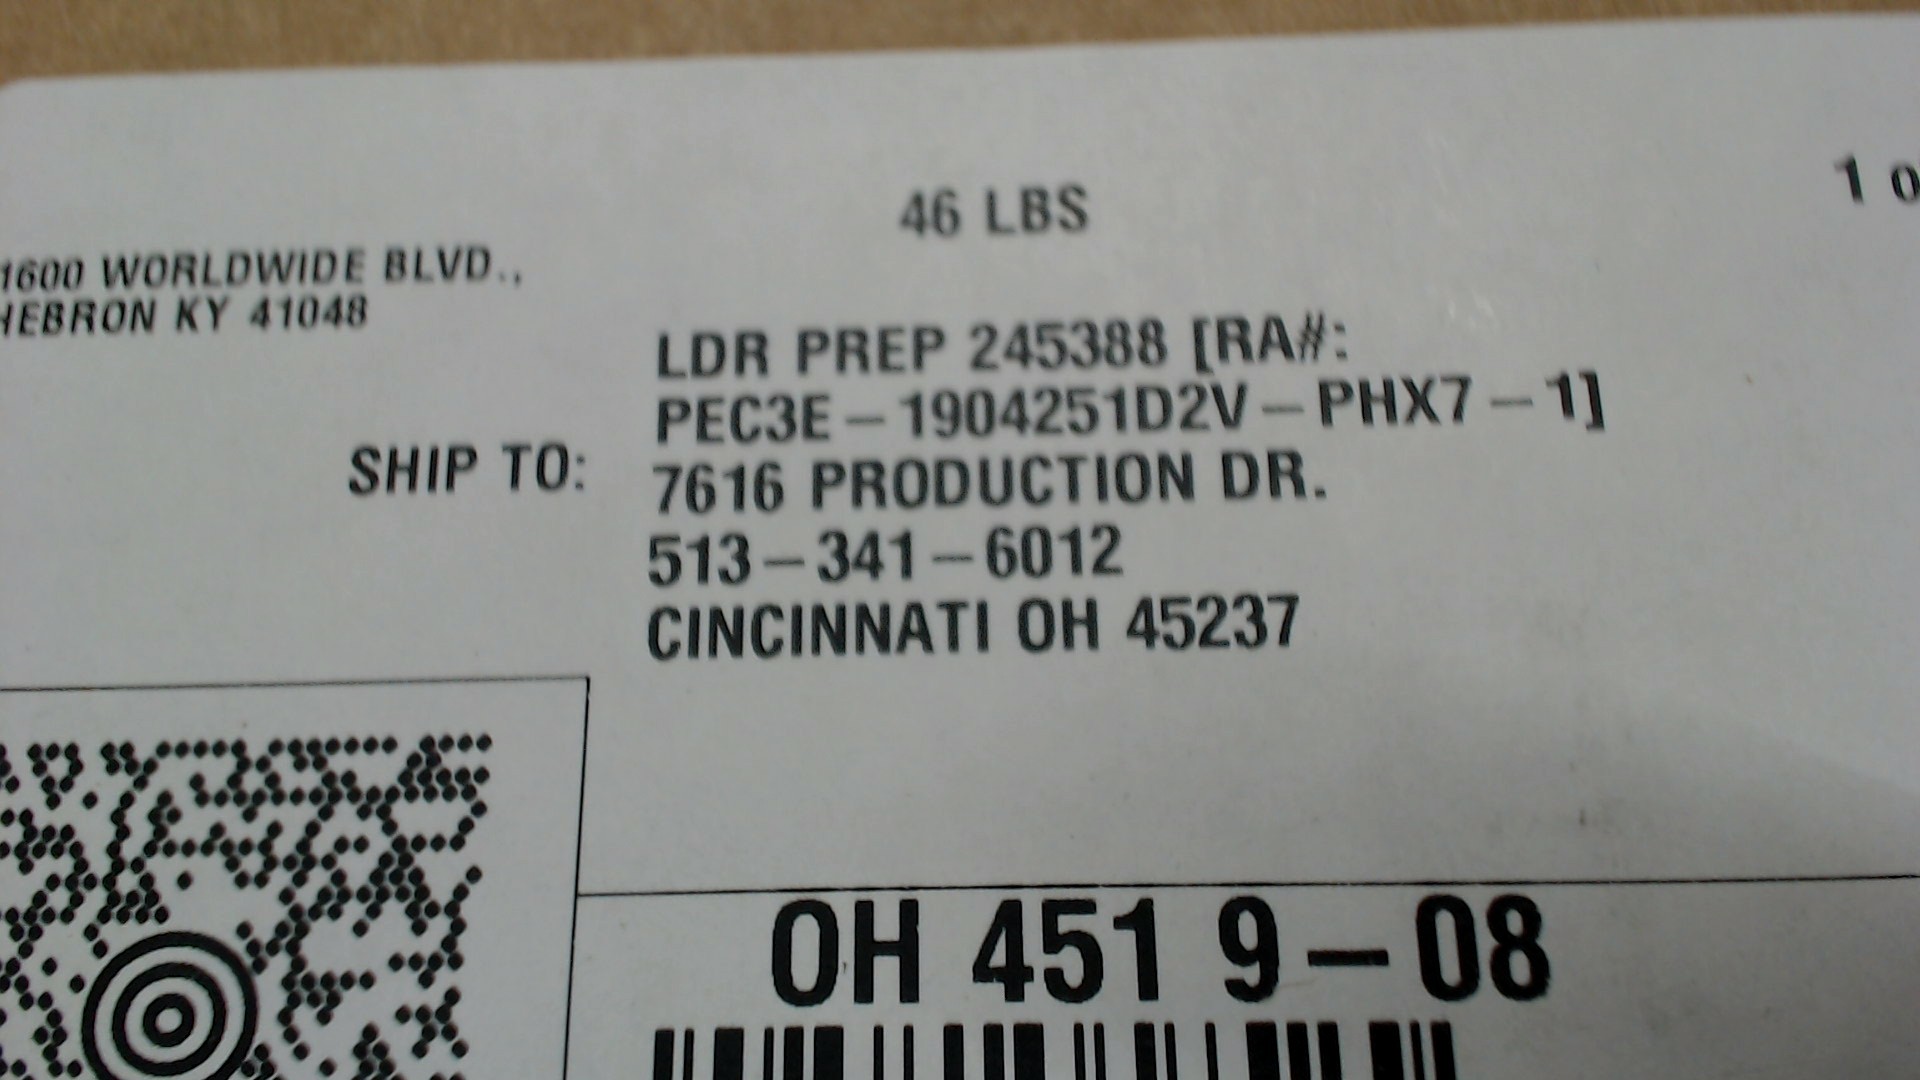 46 LBS
1 o
1600 WORLDWIDE BLVD.,
HEBRON KY 41048
LDR PREP 245388 [RA#:
PEC3E-1904251D2V-PHX7-1]
SHIP TO:
7616 PRODUCTION DR.
513-341-6012
CINCINNATI OH 45237
OH 451 9-08